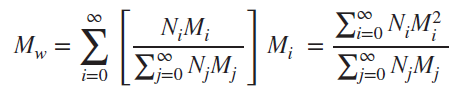 $M_w = \sum_{i=0}^{\infty} \left[ \frac{N_i M_i}{\sum_{j=0}^{\infty} N_j M_j} \right] M_i = \frac{\sum_{i=0}^{\infty} N_i M_i^2}{\sum_{j=0}^{\infty} N_j M_j}$